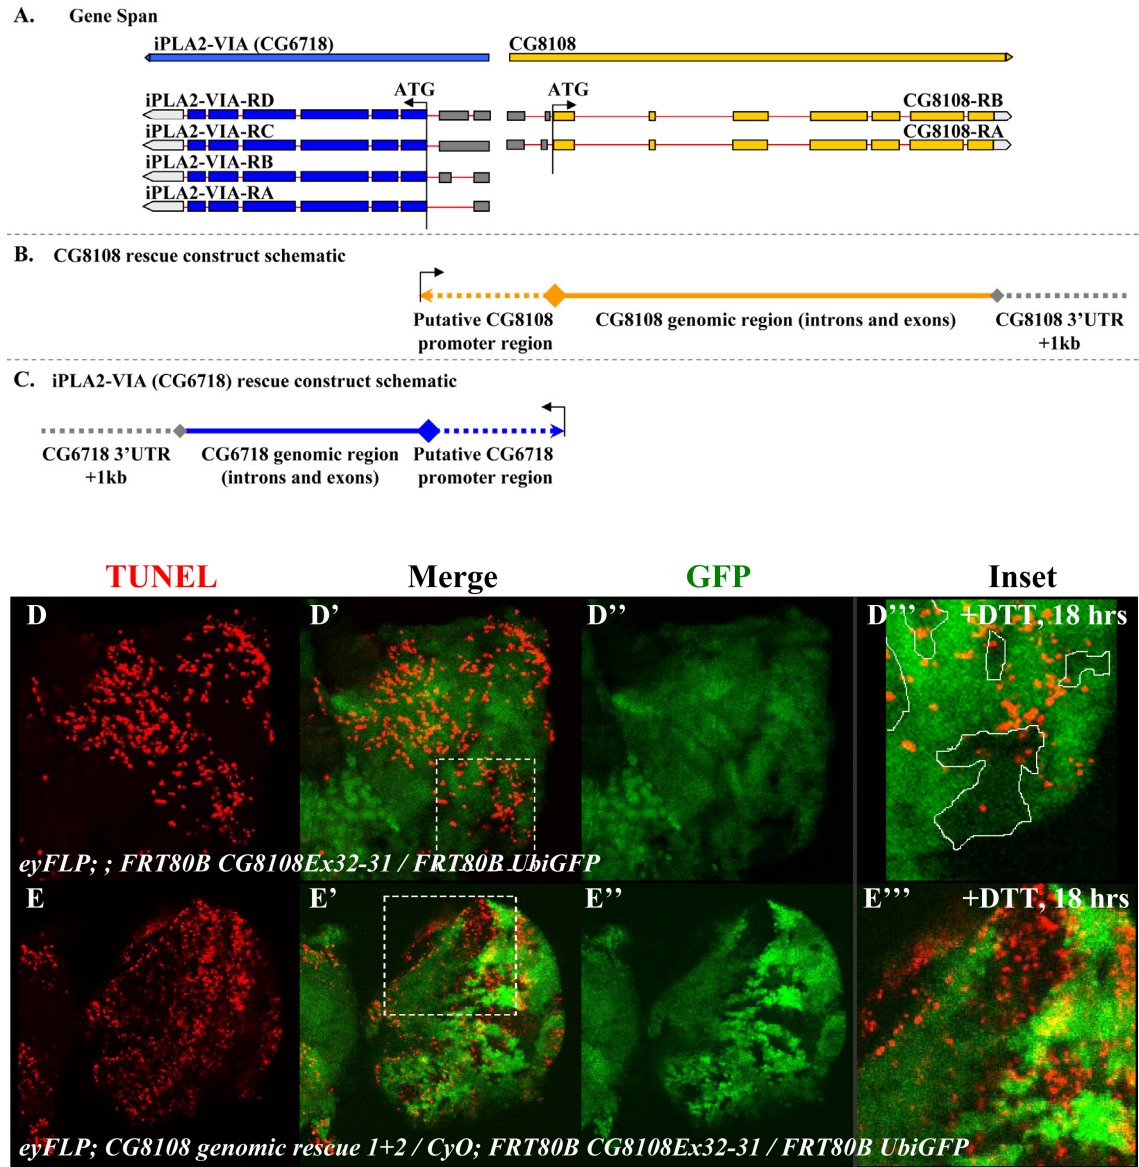 A. Gene Span
iPLA2-VIA (CG6718) CG8108
ATG ATG
iPLA2-VIA-RD CG8108-RB
iPLA2-VIA-RC CG8108-RA
iPLA2-VIA-RB
iPLA2-VIA-RA
B. CG8108 rescue construct schematic
Putative CG8108 CG8108 genomic region (introns and exons) CG8108 3'UTR
promoter region +1kb
C. iPLA2-VIA (CG6718) rescue construct schematic
CG6718 3'UTR CG6718 genomic region Putative CG6718
+1kb (introns and exons) promoter region
TUNEL Merge GFP Inset
D D' D'' D''' +DTT, 18 hrs
eyFLP; ; FRT80B CG8108Ex32-31 / FRT80B UbiGFP
E E' E'' E''' +DTT, 18 hrs
eyFLP; CG8108 genomic rescue 1+2 / CyO; FRT80B CG8108Ex32-31 / FRT80B UbiGFP